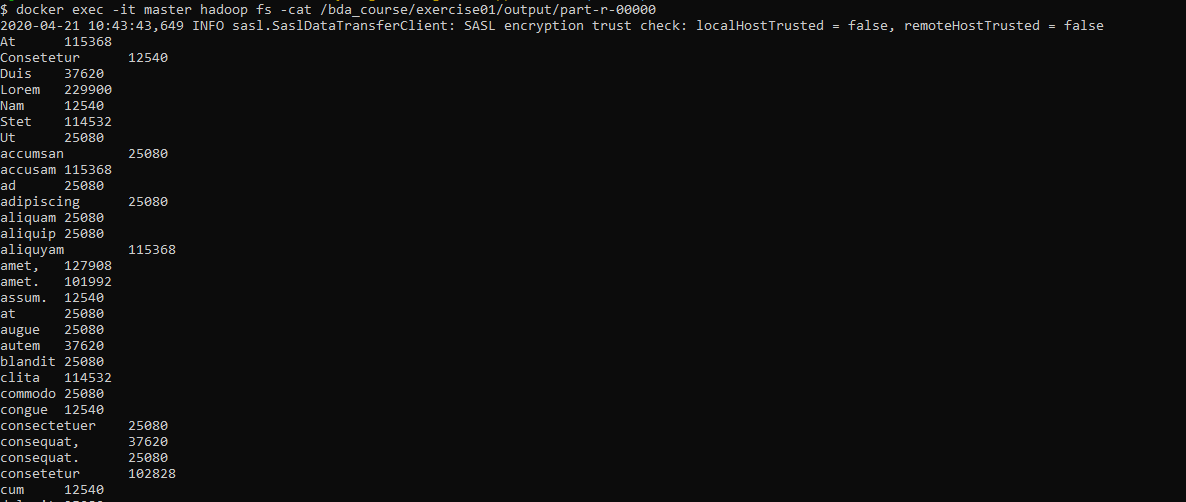 $ docker exec -it master hadoop fs -cat /bda_course/exercise01/output/part-r-00000
2020-04-21 10:43:43,649 INFO sasl.SaslDataTransferClient: SASL encryption trust check: localHostTrusted = false, remoteHostTrusted = false
At 115368
Consetetur 12540
Duis 37620
Lorem 229900
Nam 12540
Stet 114532
Ut 25080
accumsan 25080
accusam 115368
ad 25080
adipiscing 25080
aliquam 25080
aliquip 25080
aliquyam 115368
amet, 127908
amet. 101992
assum. 12540
at 25080
augue 25080
autem 37620
blandit 25080
clita 114532
commodo 25080
congue 12540
consectetuer 25080
consequat, 37620
consequat. 25080
consetetur 102828
cum 12540